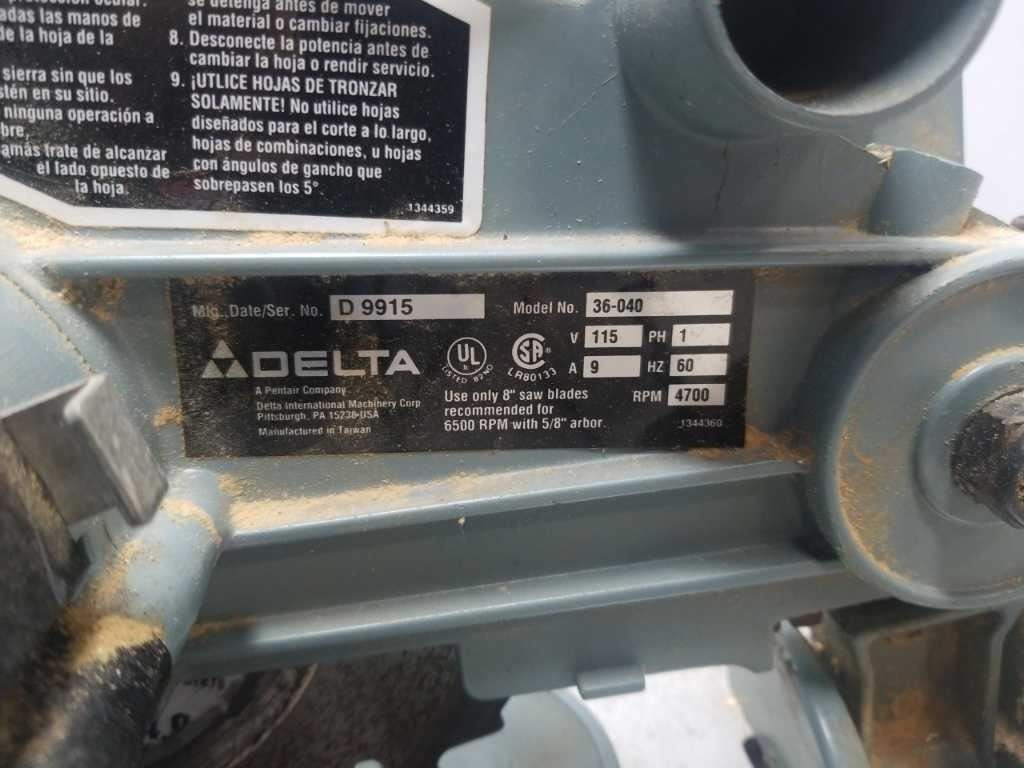 protección ocular.
adas las manos de
de la hoja de la
sierra sin que los
stén en su sitio.
ninguna operación a
bre,
amás trate de alcanzar
el lado opuesto de
la hoja.
se detenga antes de mover
el material o cambiar fijaciones.
8. Desconecte la potencia antes de
cambiar la hoja o rendir servicio.
9. ¡UTLICE HOJAS DE TRONZAR
SOLAMENTE! No utilice hojas
diseñados para el corte a lo largo,
hojas de combinaciones, u hojas
con ángulos de gancho que
sobrepasen los 5°.
1344359
Mfg. Date/Ser. No. D 9915
Model No. 36-040
V 115 PH 1
A 9 HZ 60
RPM 4700
DELTA
A Pentair Company
Delta International Machinery Corp
Pittsburgh, PA 15238-USA
Manufactured in Taiwan
UL
LISTED 82NO
SA
LR80133
Use only 8" saw blades
recommended for
6500 RPM with 5/8" arbor.
1344360